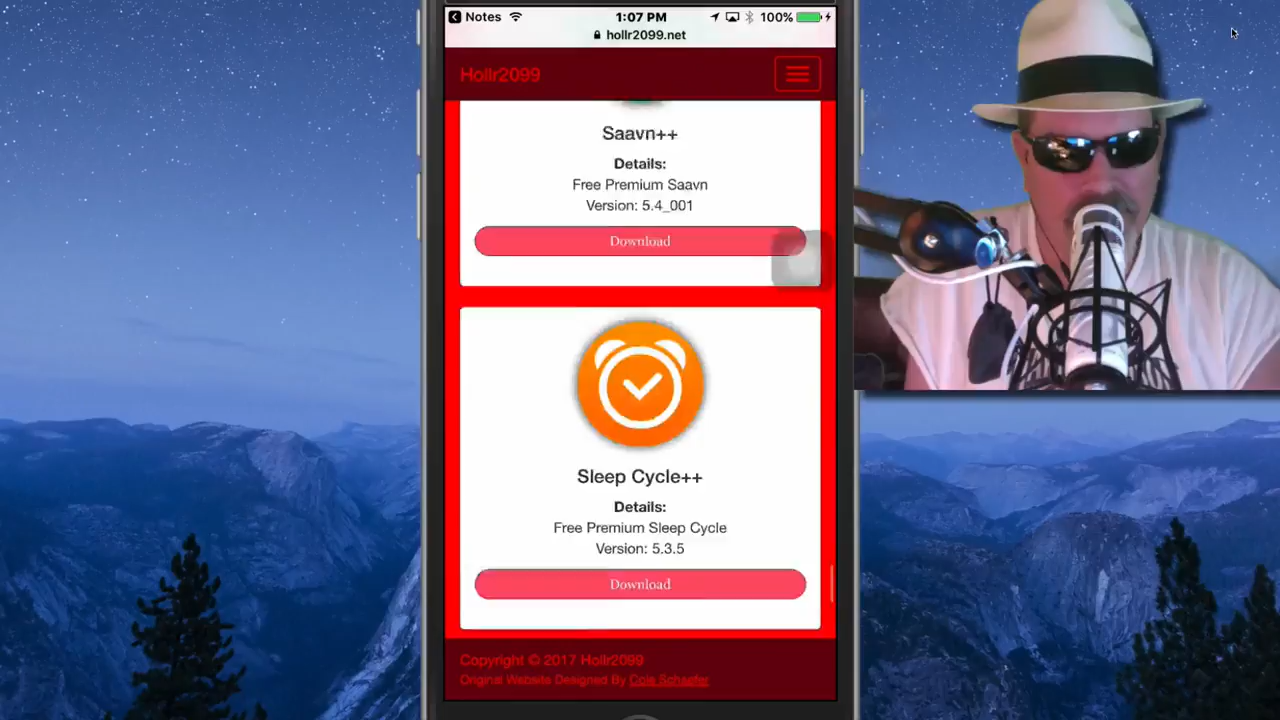 Notes 1:07 PM 100%
hollr2099.net
Hollr2099
Saavn++
Details:
Free Premium Saavn
Version: 5.4_001
Download
Sleep Cycle++
Details:
Free Premium Sleep Cycle
Version: 5.3.5
Download
Copyright © 2017 Hollr2099
Original Website Designed By Cole Schaefer